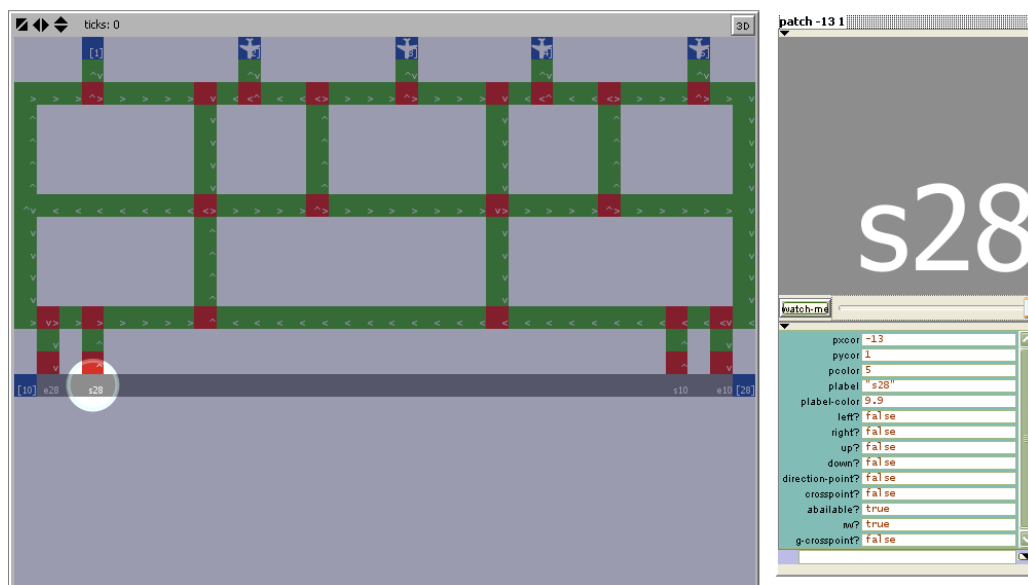 ticks: 0
3D
[1]
^v ^v ^v ^v ^v
> > > ^> > > > > v < <^ < < <> > > > ^> > > > v < <^ < < <> > > > ^> > v
^ v ^ v ^ v
^ v ^ v ^ v
^ v ^ v ^ v
^ v ^ v ^ v
^v < < < < < < < <> > > > > ^> > > > > > > > v> > > > > ^> > > > > > v
v ^ v v
v ^ v v
v ^ v v
v ^ v v
> v> > > > > > > ^ < < < < < < < < < < < < < < < < < < < < < <v <
v ^ ^ v
v ^ ^ v
[10] e28 s28 s10 e10 [28]
patch -13 1
s28
watch-me
pxcor -13
pycor 1
pcolor 5
plabel "s28"
plabel-color 9.9
left? false
right? false
up? false
down? false
direction-point? false
crosspoint? false
abailable? true
rw? true
g-crosspoint? false